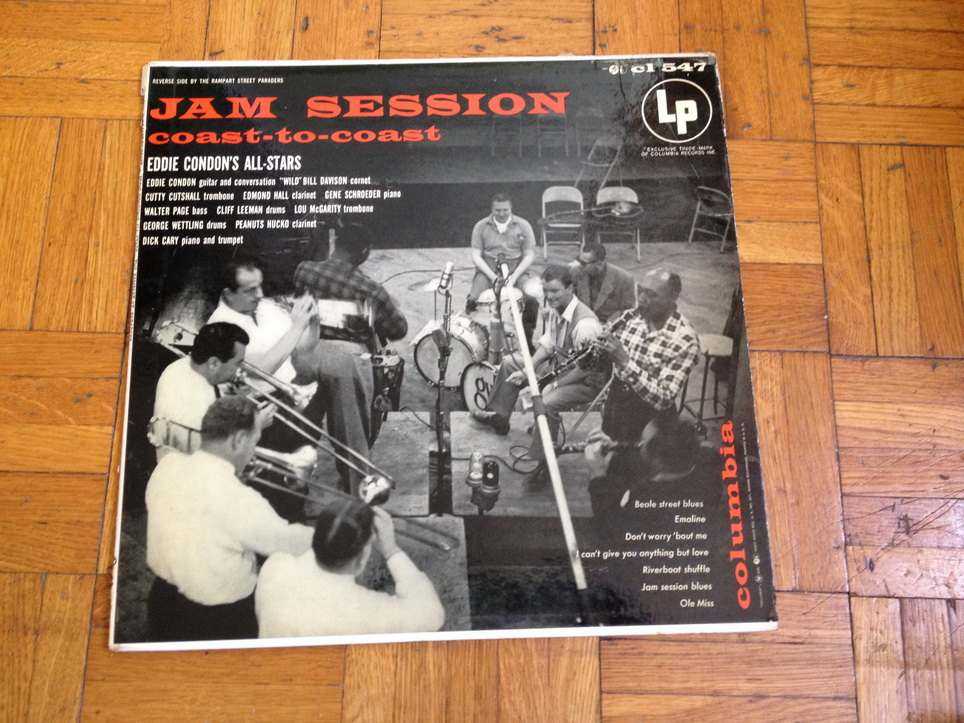 REVERSE SIDE BY THE RAMPART STREET PARADERS
cl 547
JAM SESSION
coast-to-coast
Lp
"EXCLUSIVE TRADE-MARK
OF COLUMBIA RECORDS INC.
EDDIE CONDON'S ALL-STARS
EDDIE CONDON guitar and conversation "WILD" BILL DAVISON cornet
CUTTY CUTSHALL trombone EDMOND HALL clarinet GENE SCHROEDER piano
WALTER PAGE bass CLIFF LEEMAN drums LOU McGARITY trombone
GEORGE WETTLING drums PEANUTS HUCKO clarinet
DICK CARY piano and trumpet
Beale street blues
Emaline
Don't worry 'bout me
I can't give you anything but love
Riverboat shuffle
Jam session blues
Ole Miss
columbia